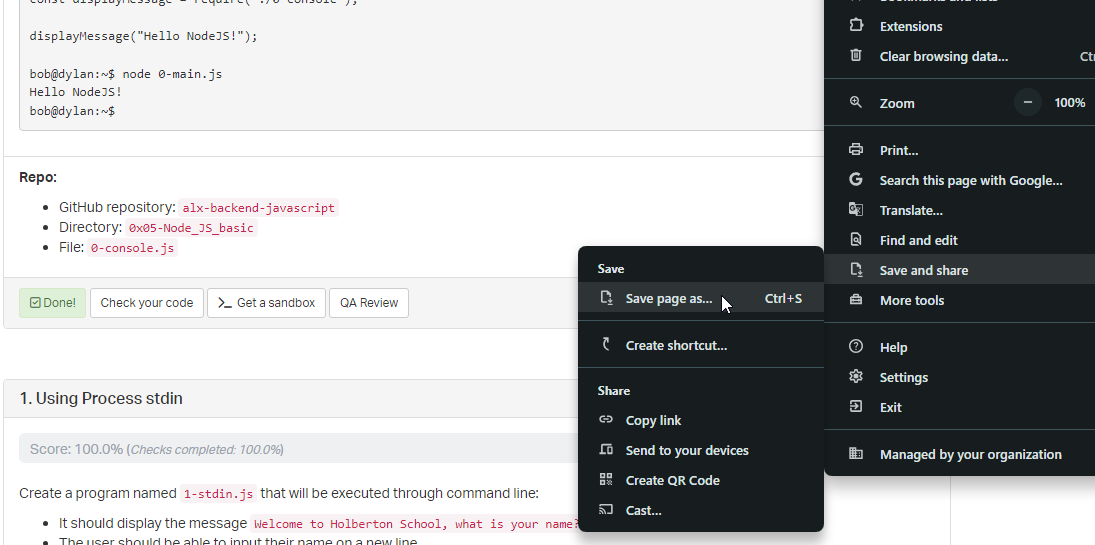 const displayMessage = require("./0-console");
displayMessage("Hello NodeJS!");
bob@dylan:~$ node 0-main.js
Hello NodeJS!
bob@dylan:~$
Repo:
GitHub repository: alx-backend-javascript
Directory: 0x05-Node_JS_basic
File: 0-console.js
Done! Check your code Get a sandbox QA Review
1. Using Process stdin
Score: 100.0% (Checks completed: 100.0%)
Create a program named 1-stdin.js that will be executed through command line:
It should display the message Welcome to Holberton School, what is your name?
The user should be able to input their name on a new line
Save
Save page as... Ctrl+S
Create shortcut...
Share
Copy link
Send to your devices
Create QR Code
Cast...
Bookmarks and lists
Extensions
Clear browsing data...
Zoom − 100%
Print...
Search this page with Google...
Translate...
Find and edit
Save and share
More tools
Help
Settings
Exit
Managed by your organization